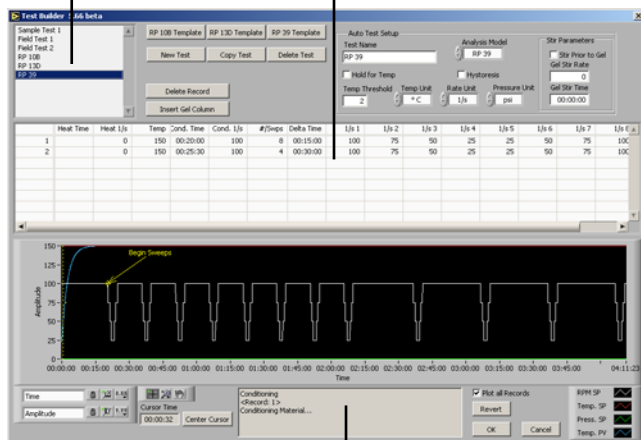 Test Builder 5.66 beta
Sample Test 1
Field Test 1
Field Test 2
RP 10B
RP 13D
RP 39
RP 10B Template RP 13D Template RP 39 Template
New Test Copy Test Delete Test
Delete Record
Insert Gel Column
Auto Test Setup
Test Name
RP 39
Analysis Model
RP 39
Hold for Temp Hysteresis
Temp Threshold Temp Unit Rate Unit Pressure Unit
2 °C 1/s psi
Stir Parameters
Stir Prior to Gel
Gel Stir Rate
0
Gel Stir Time
00:00:00
Heat Time Heat 1/s Temp Cond. Time Cond. 1/s #/Swps Delta Time 1/s 1 1/s 2 1/s 3 1/s 4 1/s 5 1/s 6 1/s 7 1/s 8
1 0 150 00:20:00 100 8 00:15:00 100 75 50 25 25 50 75 100
2 0 150 00:25:30 100 4 00:30:00 100 75 50 25 25 50 75 100
Amplitude
150
125
100
75
50
25
0
Begin Sweeps
00:00:00 00:15:00 00:30:00 00:45:00 01:00:00 01:15:00 01:30:00 01:45:00 02:00:00 02:15:00 02:30:00 02:45:00 03:00:00 03:15:00 03:30:00 03:45:00 04:11:23
Time
Time
Amplitude
Cursor Time
00:00:32 Center Cursor
Conditioning
<Record: 1>
Conditioning Material...
Plot all Records
Revert
OK Cancel
RPM SP
Temp. SP
Press. SP
Temp. PV